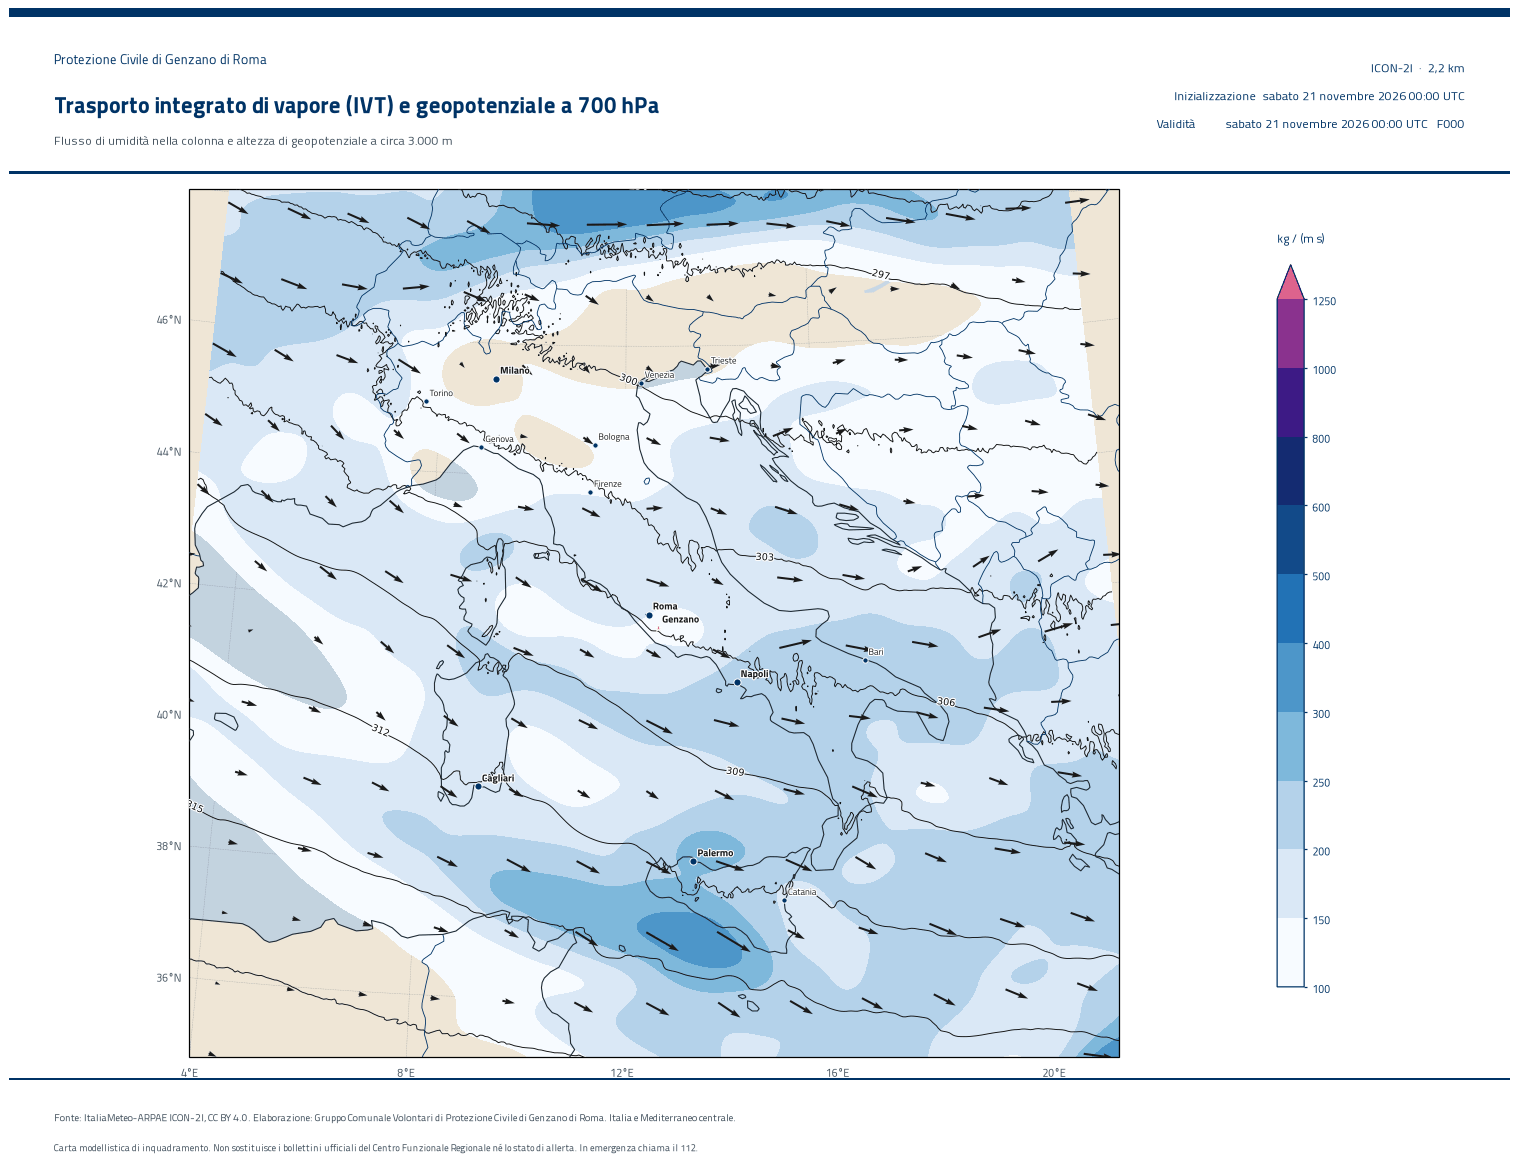 Protezione Civile di Genzano di Roma
Trasporto integrato di vapore (IVT) e geopotenziale a 700 hPa
Flusso di umidità nella colonna e altezza di geopotenziale a circa 3.000 m
ICON-2I · 2,2 km
Inizializzazione sabato 21 novembre 2026 00:00 UTC
Validità sabato 21 novembre 2026 00:00 UTC F000
kg / (m s)
1250
1000
800
600
500
400
300
250
200
150
100
46°N
44°N
42°N
40°N
38°N
36°N
4°E
8°E
12°E
16°E
20°E
297
300
303
306
309
312
315
Milano
Torino
Venezia
Trieste
Genova
Bologna
Firenze
Roma
Genzano
Napoli
Bari
Cagliari
Palermo
Catania
Fonte: ItaliaMeteo-ARPAE ICON-2I, CC BY 4.0. Elaborazione: Gruppo Comunale Volontari di Protezione Civile di Genzano di Roma. Italia e Mediterraneo centrale.
Carta modellistica di inquadramento. Non sostituisce i bollettini ufficiali del Centro Funzionale Regionale né lo stato di allerta. In emergenza chiama il 112.